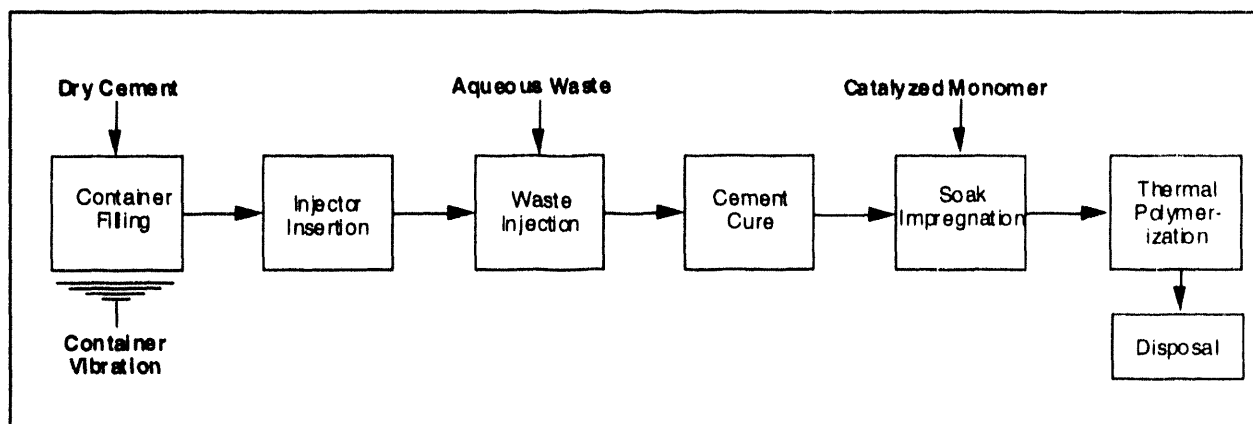 Dry Cement
Aqueous Waste
Catalyzed Monomer
Container
Filling
Injector
Insertion
Waste
Injection
Cement
Cure
Soak
Impregnation
Thermal
Polymer-
ization
Container
Vibration
Disposal